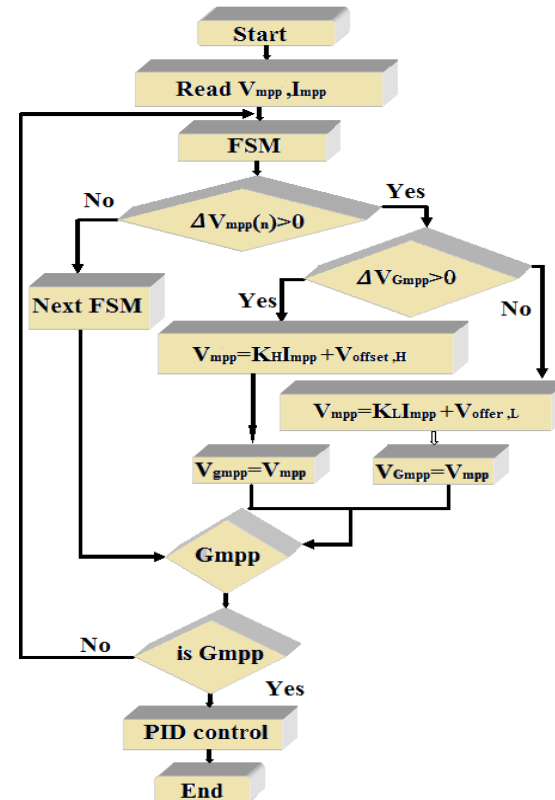 Start
Read Vmpp ,Impp
FSM
No
Yes
ΔVmpp(n)>0
ΔVGmpp>0
Next FSM
Yes
No
Vmpp=KHImpp+Voffset,H
Vmpp=KLImpp+Voffer,L
Vgmpp=Vmpp
VGmpp=Vmpp
Gmpp
No
is Gmpp
Yes
PID control
End